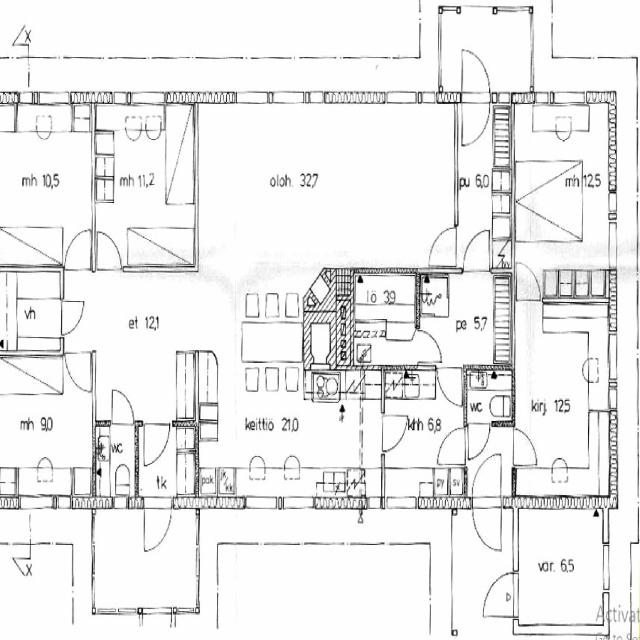 X
mh 10,5
mh 11,2
oloh. 32,7
pu 6,0
mh 12,5
vh
et 12,1
lö 3,9
pe 5,7
mh 9,0
wc
tk
keittiö 21,0
khh 6,8
wc
kirj. 12,5
pak
jk/kk
py
sv
X
var. 6,5
Activat